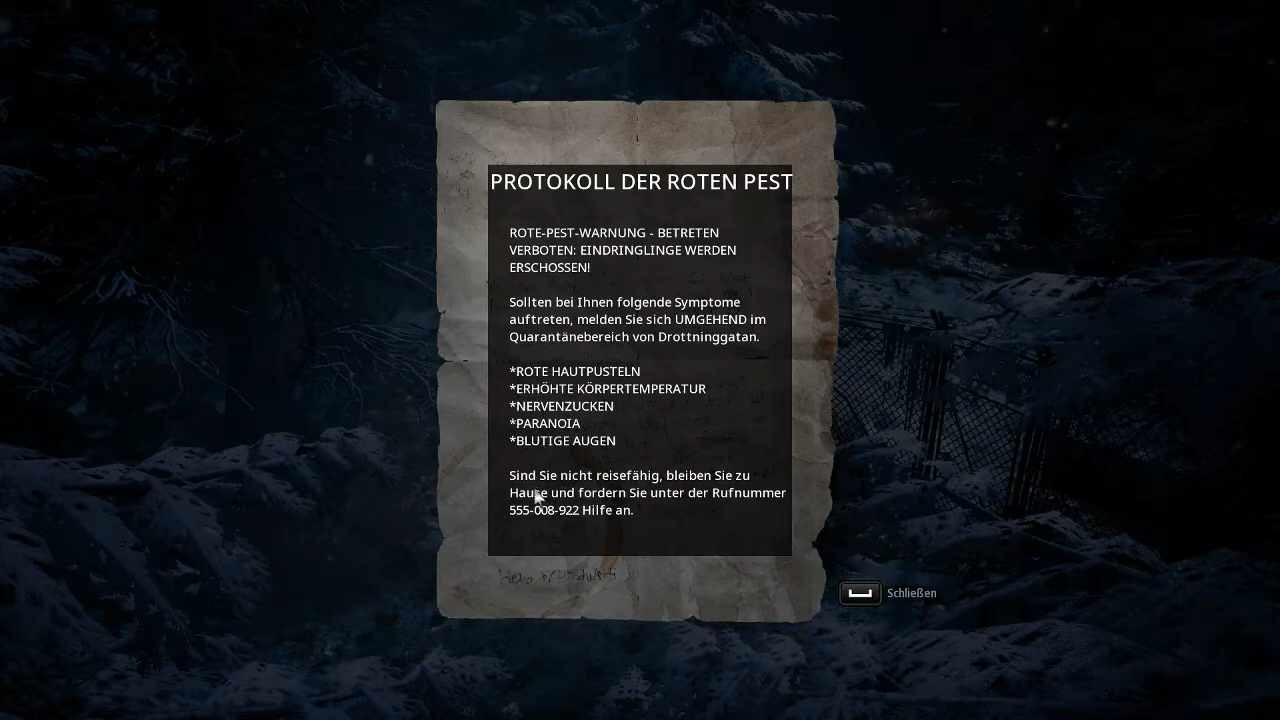 PROTOKOLL DER ROTEN PEST
ROTE-PEST-WARNUNG - BETRETEN
VERBOTEN: EINDRINGLINGE WERDEN
ERSCHOSSEN!
Sollten bei Ihnen folgende Symptome
auftreten, melden Sie sich UMGEHEND im
Quarantänebereich von Drottninggatan.
*ROTE HAUTPUSTELN
*ERHÖHTE KÖRPERTEMPERATUR
*NERVENZUCKEN
*PARANOIA
*BLUTIGE AUGEN
Sind Sie nicht reisefähig, bleiben Sie zu
Hause und fordern Sie unter der Rufnummer
555-008-922 Hilfe an.
Schließen